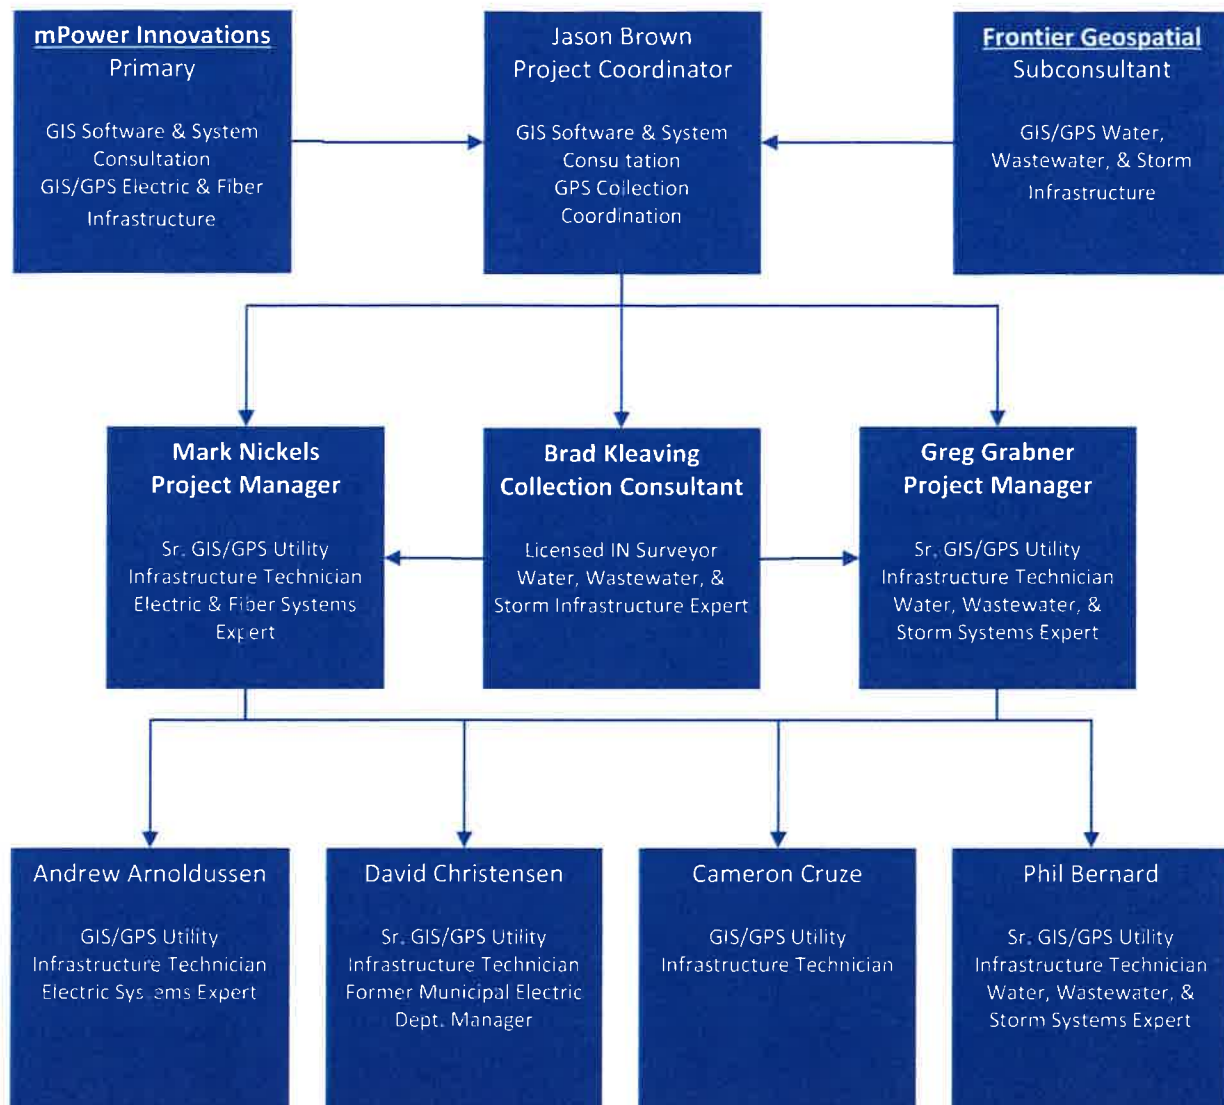 mPower Innovations
Primary
GIS Software & System
Consultation
GIS/GPS Electric & Fiber
Infrastructure
Jason Brown
Project Coordinator
GIS Software & System
Consu tation
GPS Collection
Coordination
Frontier Geospatial
Subconsultant
GIS/GPS Water,
Wastewater, & Storm
Infrastructure
Mark Nickels
Project Manager
Sr. GIS/GPS Utility
Infrastructure Technician
Electric & Fiber Systems
Expert
Brad Kleaving
Collection Consultant
Licensed IN Surveyor
Water, Wastewater, &
Storm Infrastructure Expert
Greg Grabner
Project Manager
Sr. GIS/GPS Utility
Infrastructure Technician
Water, Wastewater, &
Storm Systems Expert
Andrew Arnoldussen
GIS/GPS Utility
Infrastructure Technician
Electric Systems Expert
David Christensen
Sr. GIS/GPS Utility
Infrastructure Technician
Former Municipal Electric
Dept. Manager
Cameron Cruze
GIS/GPS Utility
Infrastructure Technician
Phil Bernard
Sr. GIS/GPS Utility
Infrastructure Technician
Water, Wastewater, &
Storm Systems Expert